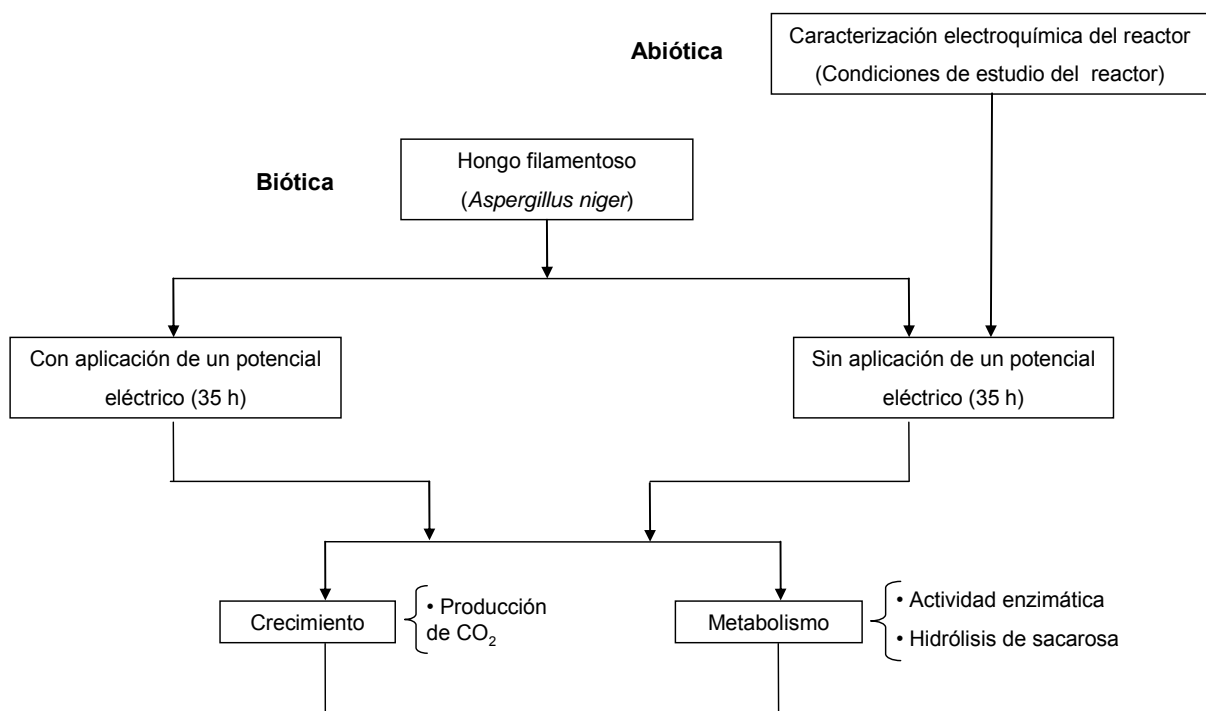 Abiótica
Caracterización electroquímica del reactor
(Condiciones de estudio del reactor)
Biótica
Hongo filamentoso
(Aspergillus niger)
Con aplicación de un potencial
eléctrico (35 h)
Sin aplicación de un potencial
eléctrico (35 h)
Crecimiento
• Producción
de CO₂
Metabolismo
• Actividad enzimática
• Hidrólisis de sacarosa